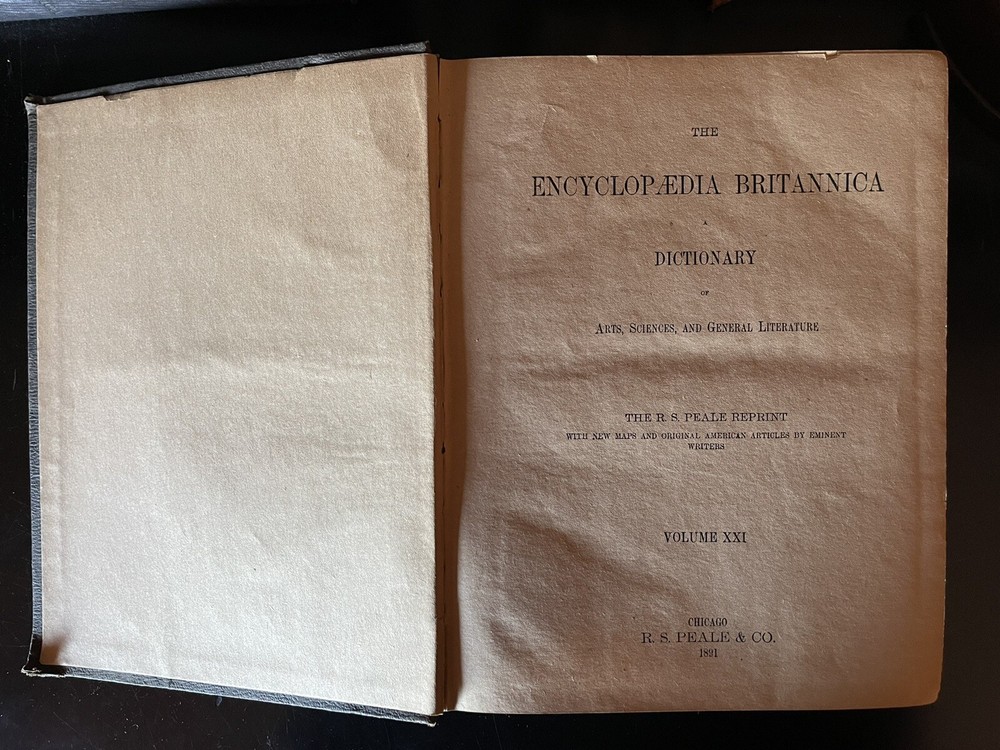 THE
ENCYCLOPÆDIA BRITANNICA
A
DICTIONARY
OF
ARTS, SCIENCES, AND GENERAL LITERATURE
THE R. S. PEALE REPRINT
WITH NEW MAPS AND ORIGINAL AMERICAN ARTICLES BY EMINENT
WRITERS
VOLUME XXI
CHICAGO
R. S. PEALE & CO.
1891